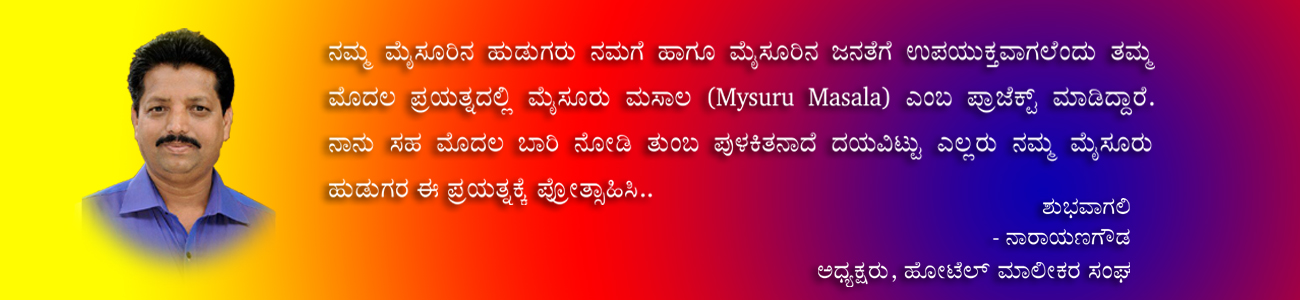 ನಮ್ಮ ಮೈಸೂರಿನ ಹುಡುಗರು ನಮಗೆ ಹಾಗೂ ಮೈಸೂರಿನ ಜನತೆಗೆ ಉಪಯುಕ್ತವಾಗಲೆಂದು ತಮ್ಮ
ಮೊದಲ ಪ್ರಯತ್ನದಲ್ಲಿ ಮೈಸೂರು ಮಸಾಲ (Mysuru Masala) ಎಂಬ ಪ್ರಾಜೆಕ್ಟ್ ಮಾಡಿದ್ದಾರೆ.
ನಾನು ಸಹ ಮೊದಲ ಬಾರಿ ನೋಡಿ ತುಂಬ ಪುಳಕಿತನಾದೆ ದಯವಿಟ್ಟು ಎಲ್ಲರು ನಮ್ಮ ಮೈಸೂರು
ಹುಡುಗರ ಈ ಪ್ರಯತ್ನಕ್ಕೆ ಪ್ರೋತ್ಸಾಹಿಸಿ..
ಶುಭವಾಗಲಿ
- ನಾರಾಯಣಗೌಡ
ಅಧ್ಯಕ್ಷರು, ಹೋಟೆಲ್ ಮಾಲೀಕರ ಸಂಘ